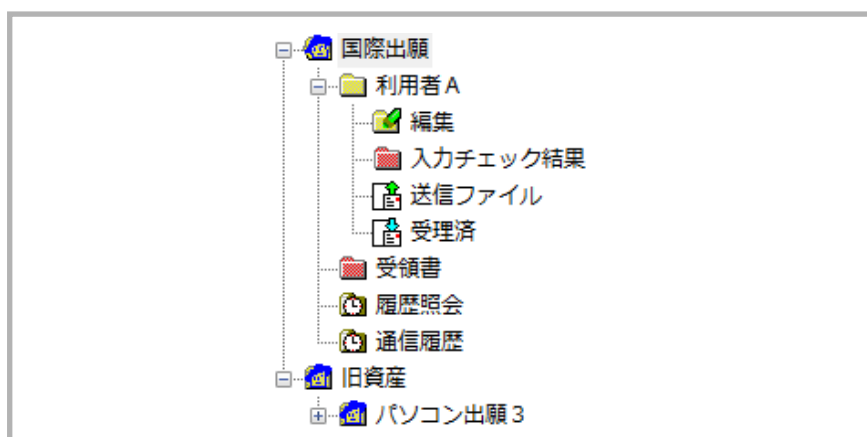 国際出願
利用者A
編集
入力チェック結果
送信ファイル
受理済
受領書
履歴照会
通信履歴
旧資産
パソコン出願3